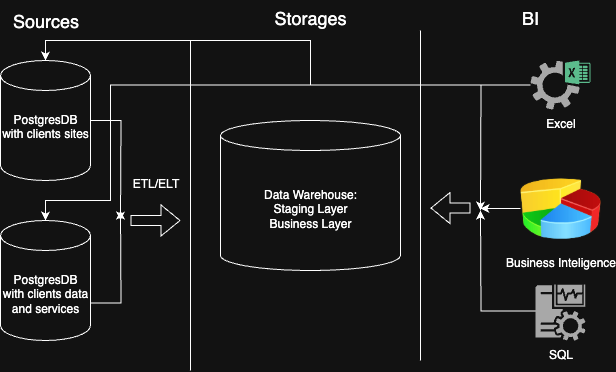 Sources
Storages
BI
PostgresDB
with clients sites
ETL/ELT
PostgresDB
with clients data
and services
Data Warehouse:
Staging Layer
Business Layer
X
Excel
Business Inteligence
SQL